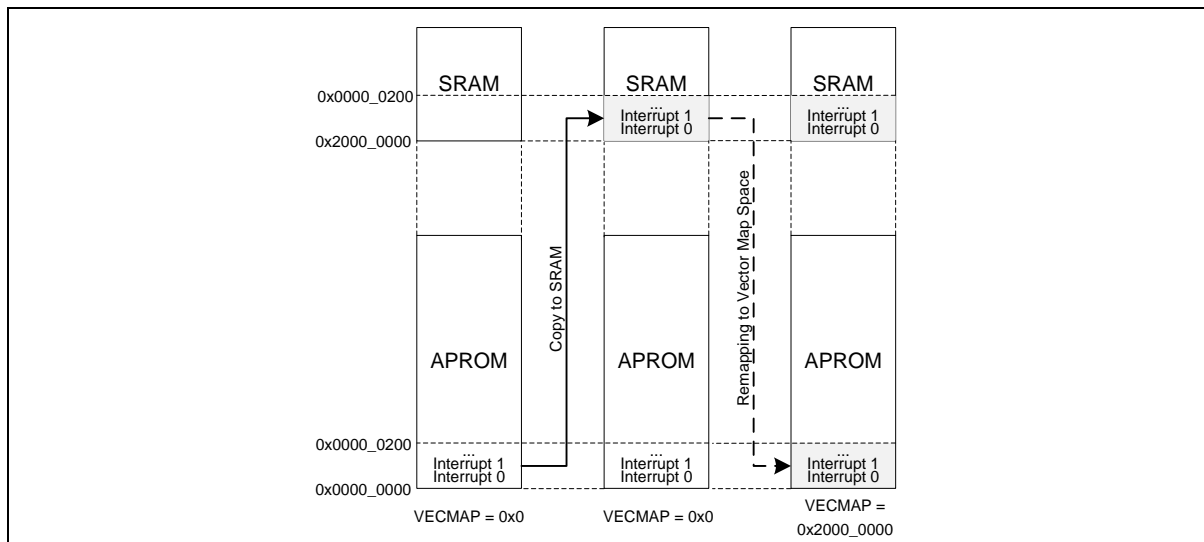 SRAM
SRAM
SRAM
0x0000_0200
...
Interrupt 1
Interrupt 0
...
Interrupt 1
Interrupt 0
0x2000_0000
Copy to SRAM
Remapping to Vector Map Space
APROM
APROM
APROM
0x0000_0200
...
Interrupt 1
Interrupt 0
...
Interrupt 1
Interrupt 0
...
Interrupt 1
Interrupt 0
0x0000_0000
VECMAP = 0x0
VECMAP = 0x0
VECMAP =
0x2000_0000